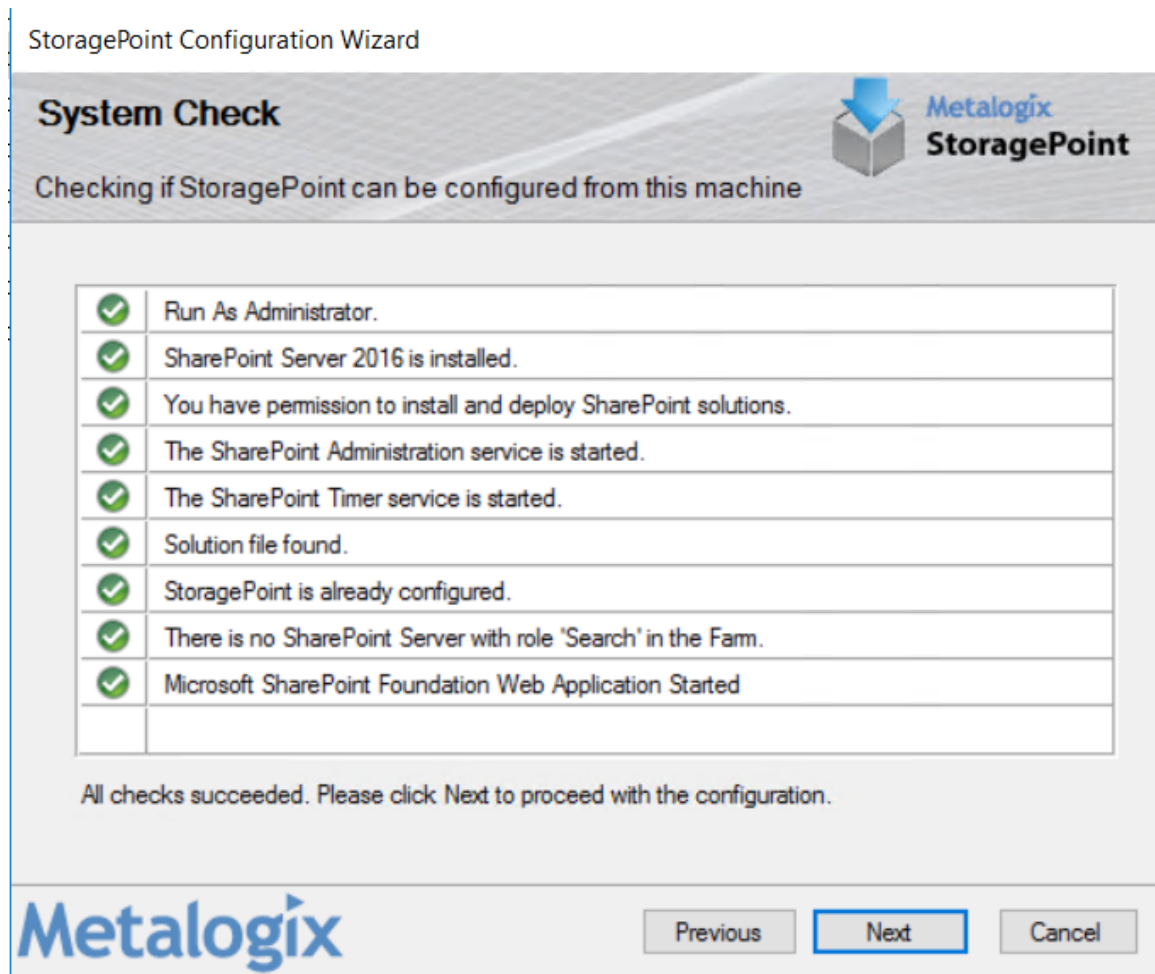 StoragePoint Configuration Wizard
System Check
Metalogix
StoragePoint
Checking if StoragePoint can be configured from this machine
Run As Administrator.
SharePoint Server 2016 is installed.
You have permission to install and deploy SharePoint solutions.
The SharePoint Administration service is started.
The SharePoint Timer service is started.
Solution file found.
StoragePoint is already configured.
There is no SharePoint Server with role 'Search' in the Farm.
Microsoft SharePoint Foundation Web Application Started
All checks succeeded. Please click Next to proceed with the configuration.
Metalogix
Previous
Next
Cancel